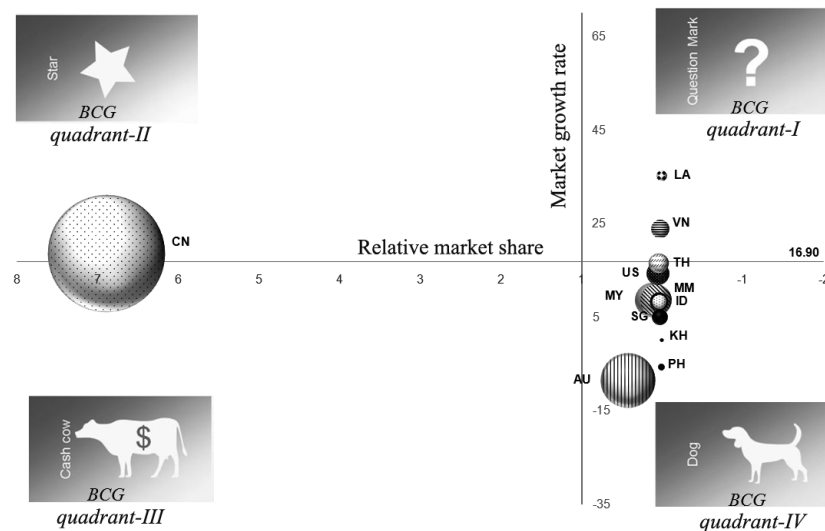 Star
BCG
quadrant-II
65
Question Mark
?
BCG
quadrant-I
Market growth rate
45
LA
25
VN
CN
Relative market share
16.90
TH
US
8
7
6
5
4
3
2
1
-1
-2
MY
MM
ID
SG
5
KH
PH
AU
-15
Cash cow
$
BCG
quadrant-III
Dog
BCG
quadrant-IV
-35